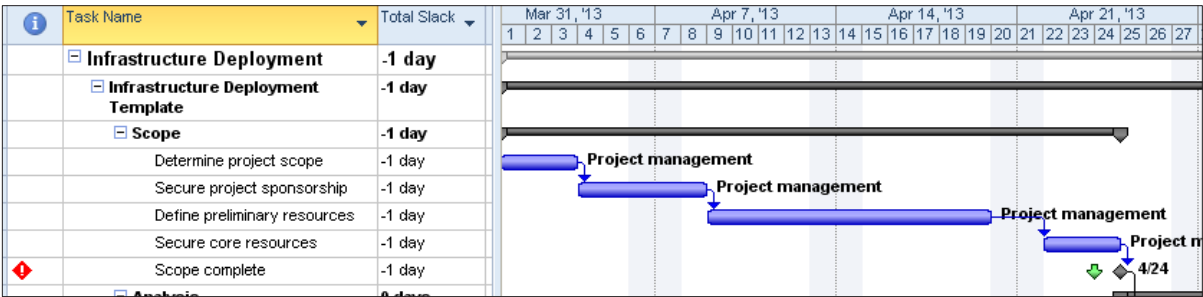 Task Name Total Slack Mar 31, '13 Apr 7, '13 Apr 14, '13 Apr 21, '13
1 2 3 4 5 6 7 8 9 10 11 12 13 14 15 16 17 18 19 20 21 22 23 24 25 26 27
Infrastructure Deployment -1 day
Infrastructure Deployment -1 day
Template
Scope -1 day
Determine project scope -1 day Project management
Secure project sponsorship -1 day Project management
Define preliminary resources -1 day Project management
Secure core resources -1 day Project m
Scope complete -1 day 4/24
Analysis 0 days